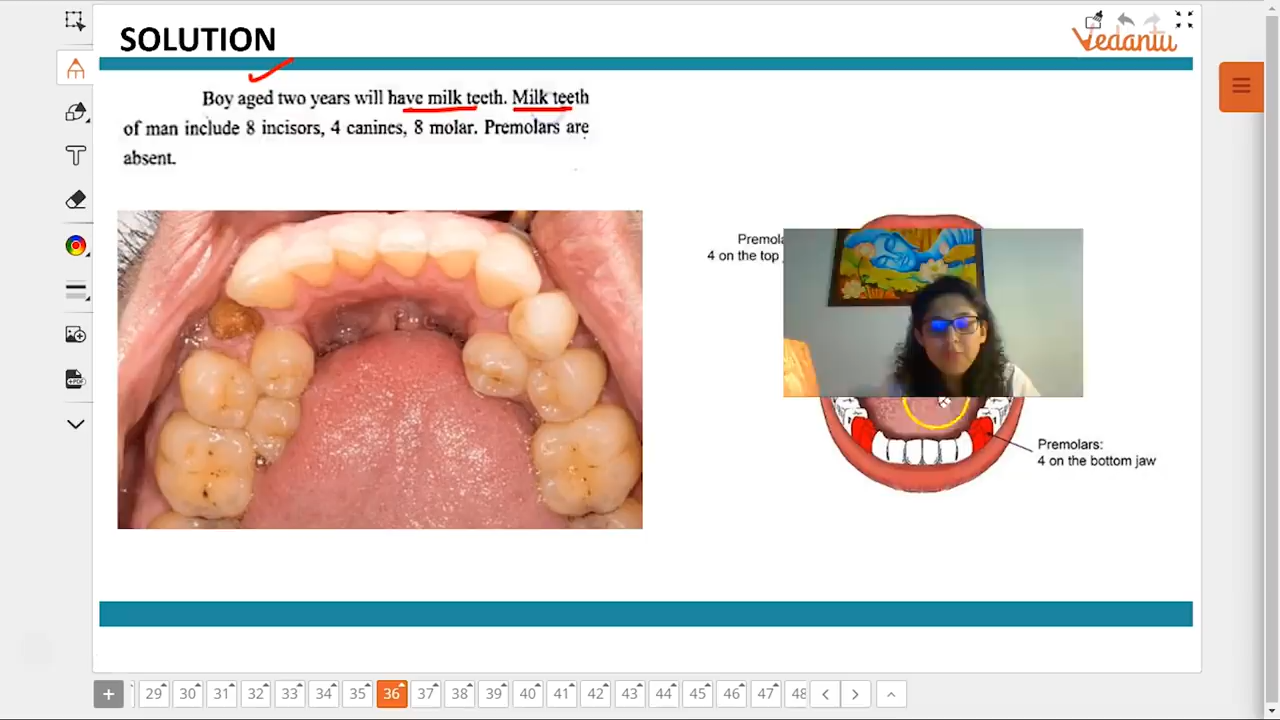 SOLUTION
Vedantu
Boy aged two years will have milk teeth. Milk teeth
of man include 8 incisors, 4 canines, 8 molar. Premolars are
absent.
Premola
4 on the top
Premolars:
4 on the bottom jaw
T
+PDF
+ 29 30 31 32 33 34 35 36 37 38 39 40 41 42 43 44 45 46 47 48